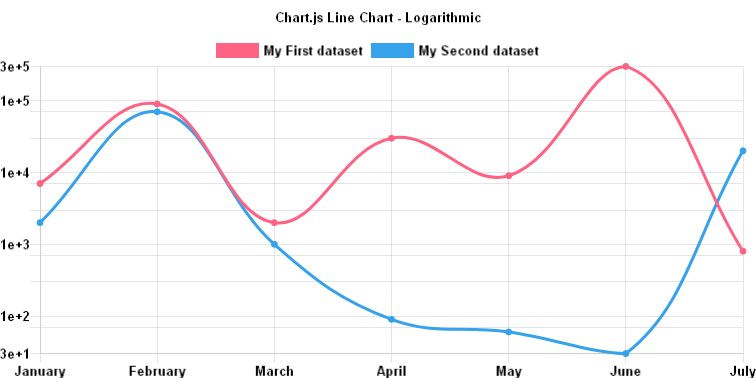 Chart.js Line Chart - Logarithmic
My First dataset My Second dataset
3e+5
1e+5
1e+4
1e+3
1e+2
3e+1
January February March April May June July